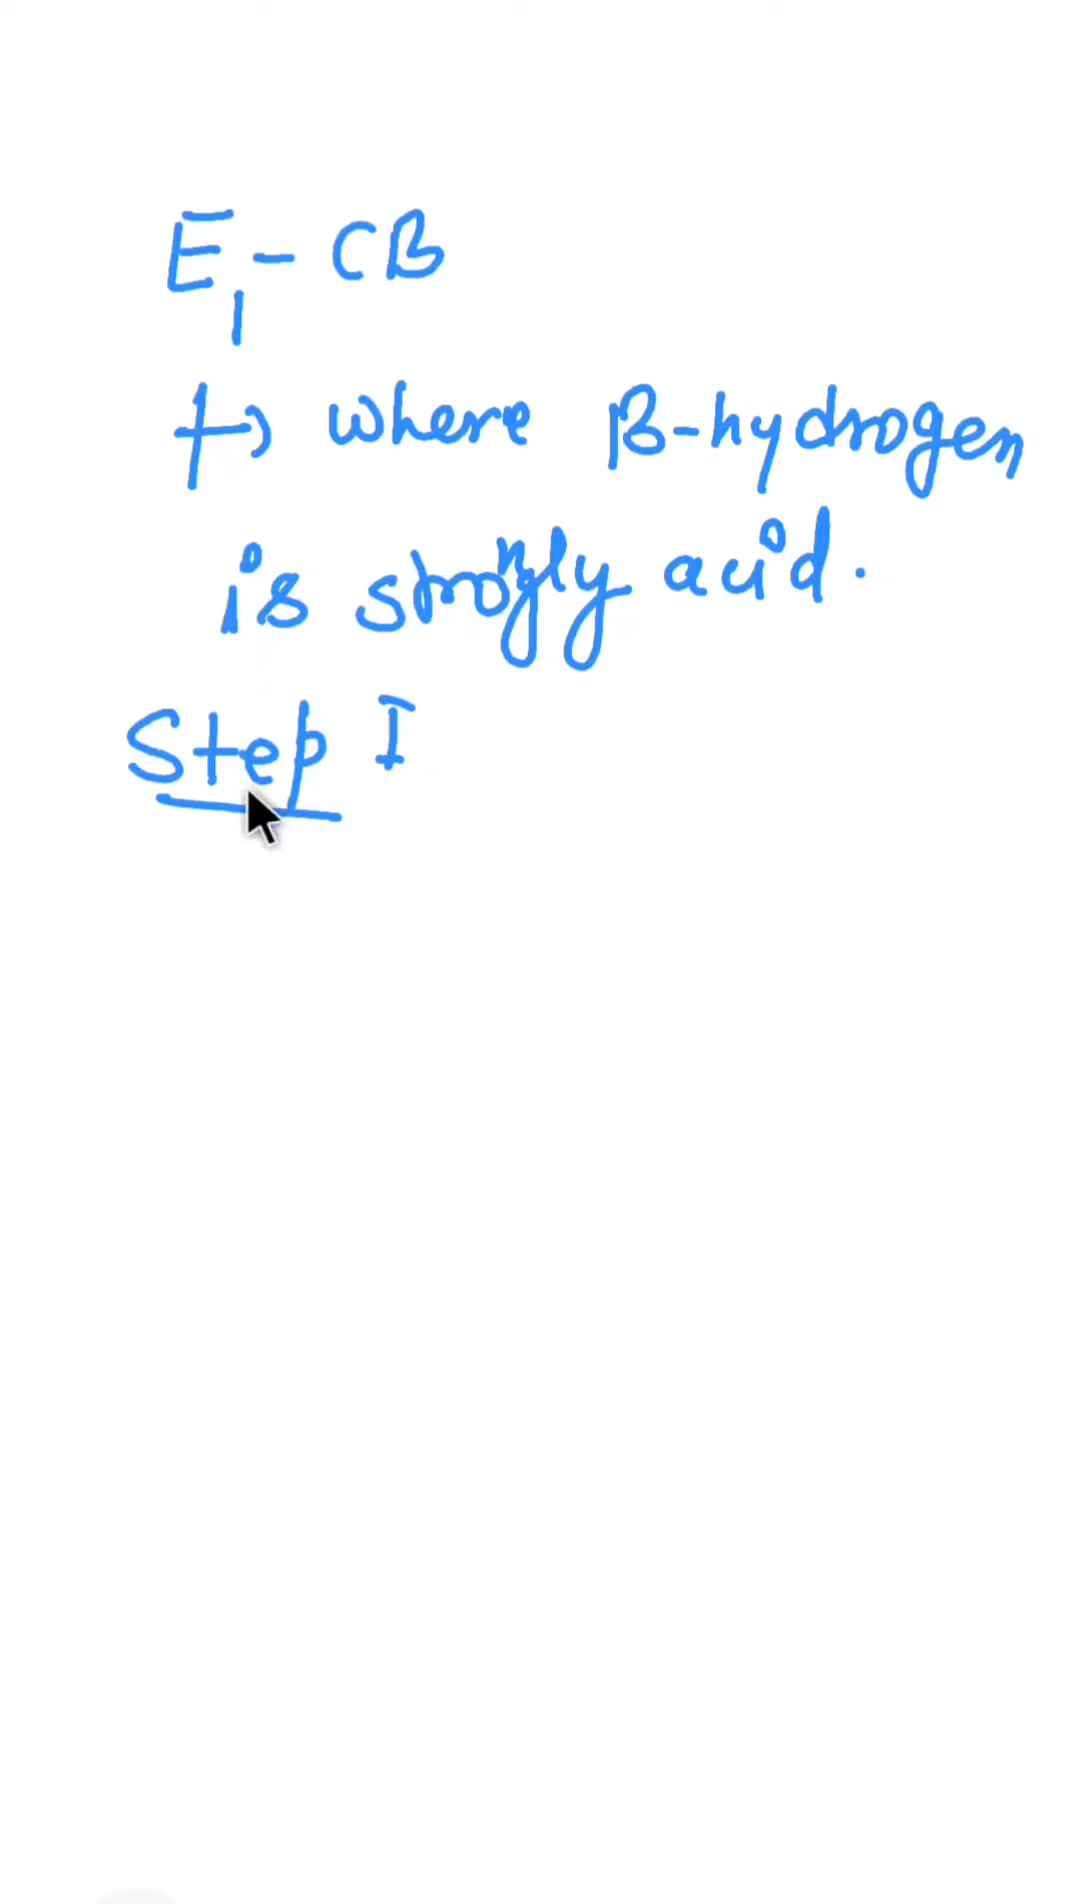 E₁ - CB
↳ where β-hydrogen
is strongly acid.
Step I